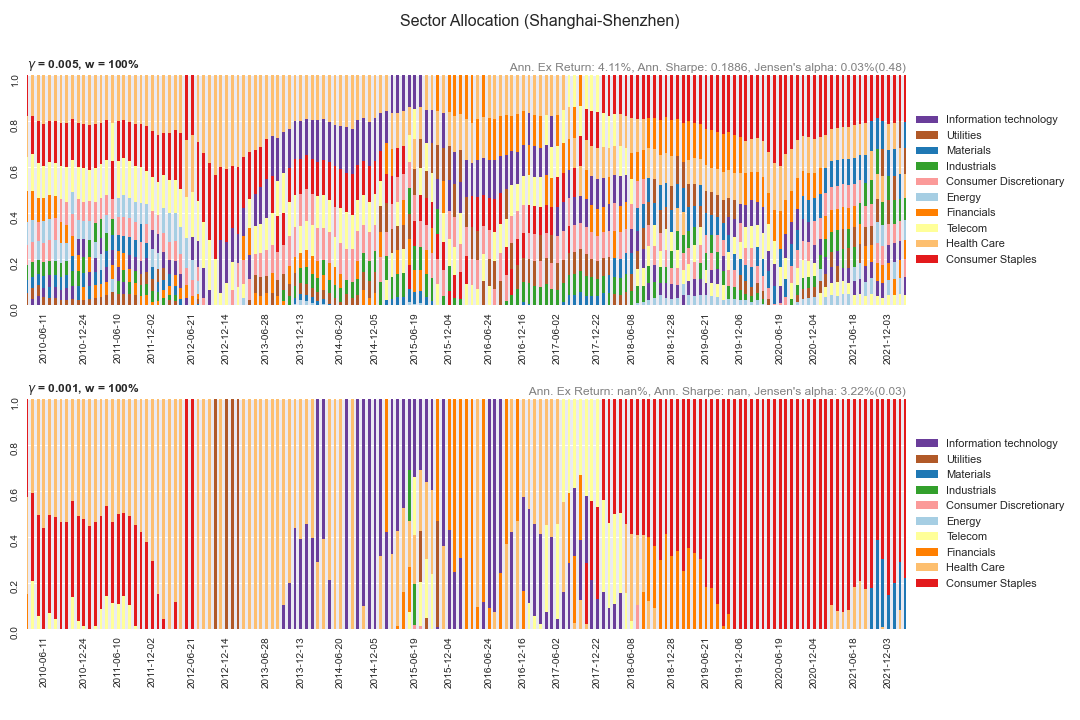 Sector Allocation (Shanghai-Shenzhen)
γ = 0.005, w = 100%
Ann. Ex Return: 4.11%, Ann. Sharpe: 0.1886, Jensen's alpha: 0.03%(0.48)
1.0
0.8
0.6
0.4
0.2
0.0
Information technology
Utilities
Materials
Industrials
Consumer Discretionary
Energy
Financials
Telecom
Health Care
Consumer Staples
2010-06-11
2010-12-24
2011-06-10
2011-12-02
2012-06-21
2012-12-14
2013-06-28
2013-12-13
2014-06-20
2014-12-05
2015-06-19
2015-12-04
2016-06-24
2016-12-16
2017-06-02
2017-12-22
2018-06-08
2018-12-28
2019-06-21
2019-12-06
2020-06-19
2020-12-04
2021-06-18
2021-12-03
γ = 0.001, w = 100%
Ann. Ex Return: nan%, Ann. Sharpe: nan, Jensen's alpha: 3.22%(0.03)
1.0
0.8
0.6
0.4
0.2
0.0
Information technology
Utilities
Materials
Industrials
Consumer Discretionary
Energy
Telecom
Financials
Health Care
Consumer Staples
2010-06-11
2010-12-24
2011-06-10
2011-12-02
2012-06-21
2012-12-14
2013-06-28
2013-12-13
2014-06-20
2014-12-05
2015-06-19
2015-12-04
2016-06-24
2016-12-16
2017-06-02
2017-12-22
2018-06-08
2018-12-28
2019-06-21
2019-12-06
2020-06-19
2020-12-04
2021-06-18
2021-12-03